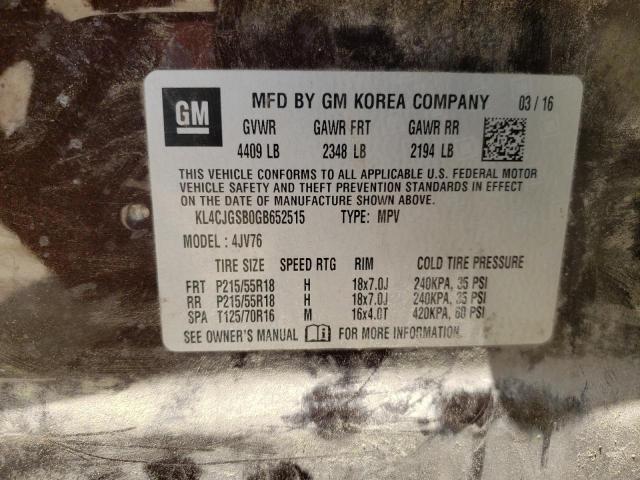 GM
MFD BY GM KOREA COMPANY 03 / 16
GVWR GAWR FRT GAWR RR
4409 LB 2348 LB 2194 LB
THIS VEHICLE CONFORMS TO ALL APPLICABLE U.S. FEDERAL MOTOR
VEHICLE SAFETY AND THEFT PREVENTION STANDARDS IN EFFECT
ON THE DATE OF MANUFACTURE SHOWN ABOVE.
KL4CJGSB0GB652515 TYPE: MPV
MODEL: 4JV76
TIRE SIZE SPEED RTG RIM COLD TIRE PRESSURE
FRT P215/55R18 H 18x7.0J 240KPA, 35 PSI
RR P215/55R18 H 18x7.0J 240KPA, 35 PSI
SPA T125/70R16 M 16x4.0T 420KPA, 60 PSI
SEE OWNER'S MANUAL FOR MORE INFORMATION.